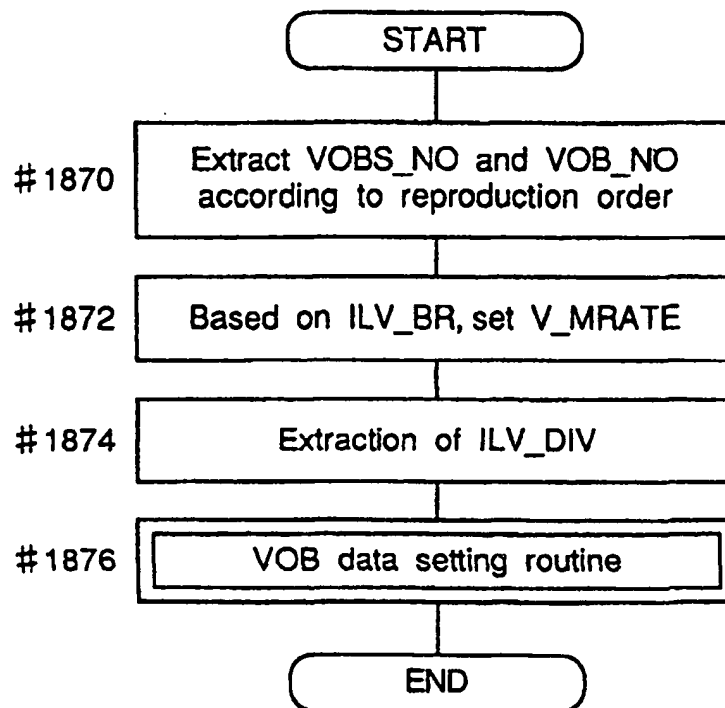 START
#1870
Extract VOBS_NO and VOB_NO
according to reproduction order
#1872
Based on ILV_BR, set V_MRATE
#1874
Extraction of ILV_DIV
#1876
VOB data setting routine
END